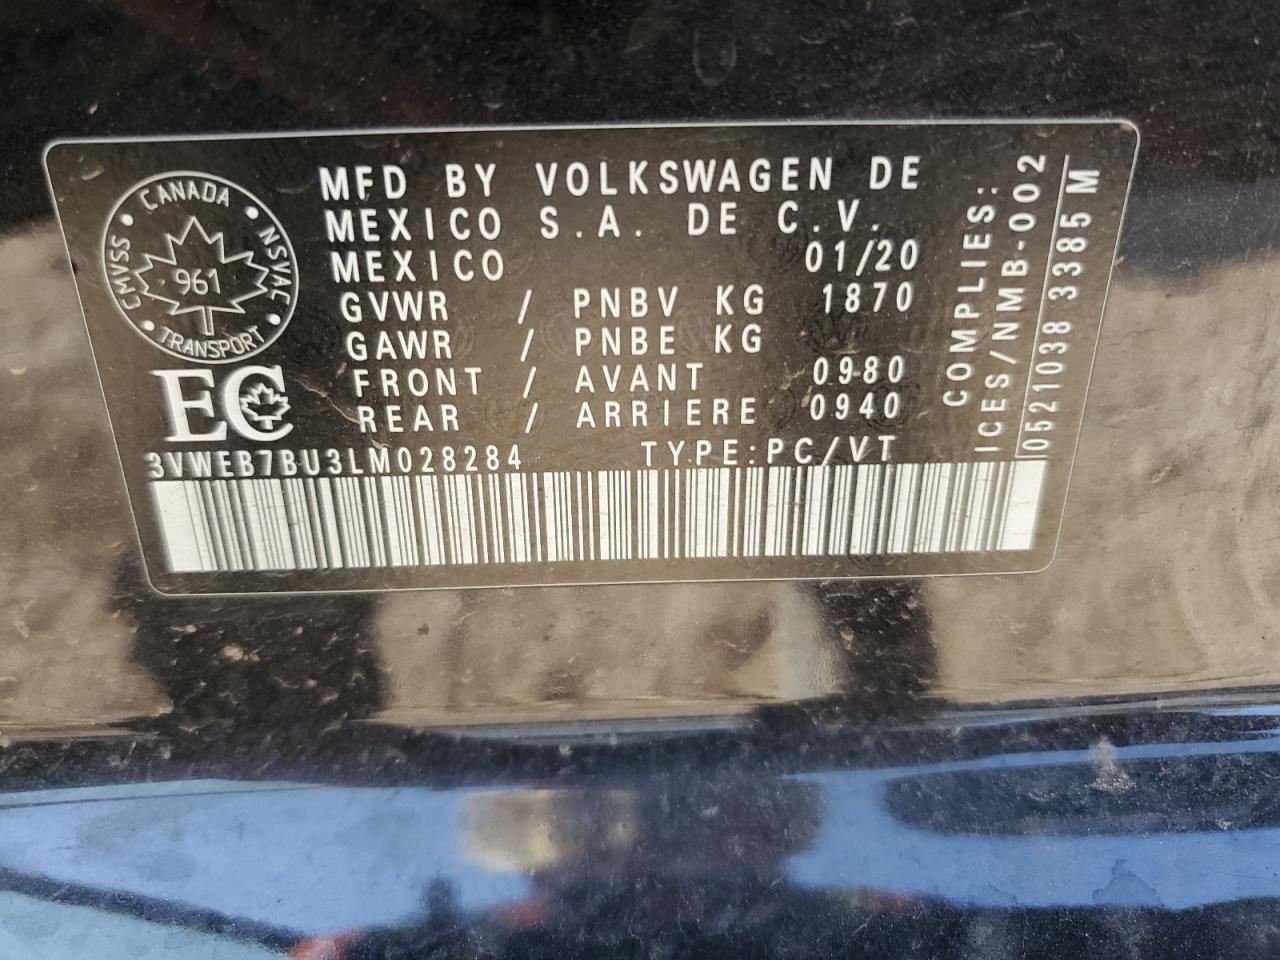 CANADA
CMVSS
NSVAC
961
TRANSPORT
EC
MFD BY VOLKSWAGEN DE
MEXICO S.A. DE C.V.
MEXICO 01/20
GVWR / PNBV KG 1870
GAWR / PNBE KG
FRONT / AVANT 0980
REAR / ARRIERE 0940
3VWEB7BU3LM028284 TYPE:PC/VT
COMPLIES:
ICES/NMB-002
0521038 3385 M